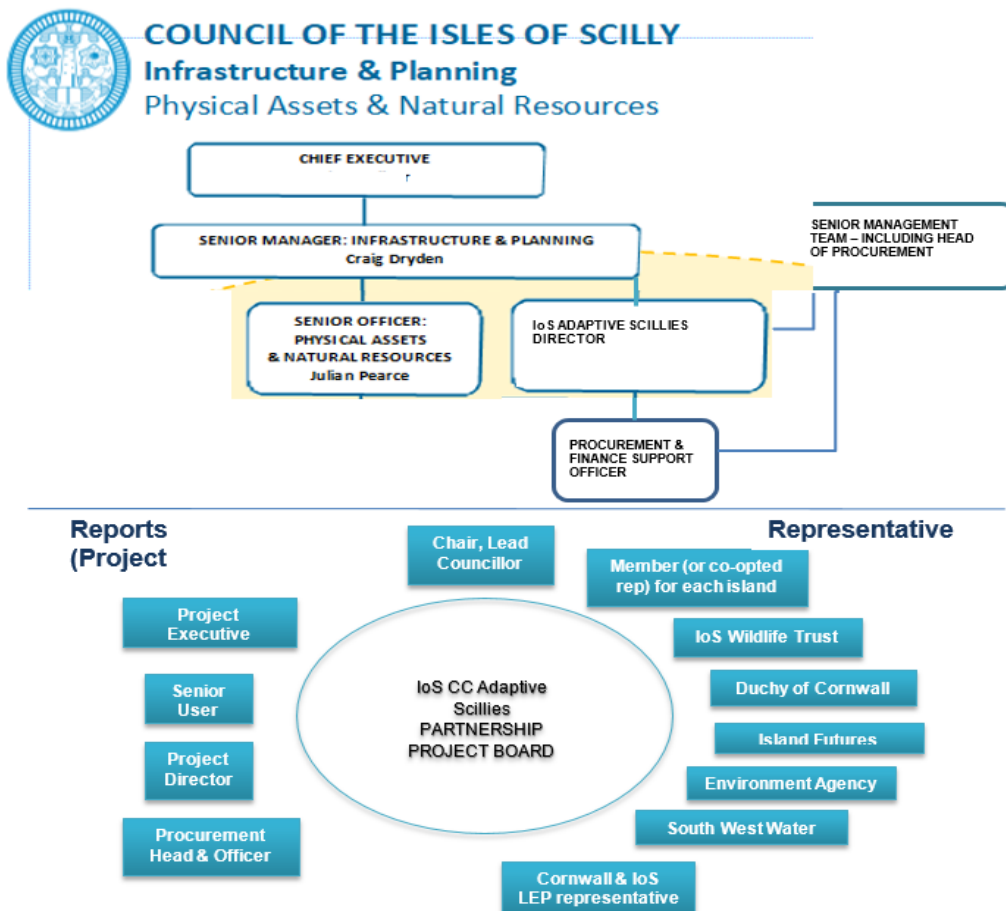 COUNCIL OF THE ISLES OF SCILLY
Infrastructure & Planning
Physical Assets & Natural Resources
CHIEF EXECUTIVE
SENIOR MANAGER: INFRASTRUCTURE & PLANNING
Craig Dryden
SENIOR MANAGEMENT
TEAM – INCLUDING HEAD
OF PROCUREMENT
SENIOR OFFICER:
PHYSICAL ASSETS
& NATURAL RESOURCES
Julian Pearce
IoS ADAPTIVE SCILLIES
DIRECTOR
PROCUREMENT &
FINANCE SUPPORT
OFFICER
Reports
(Project
Representative
Chair, Lead
Councillor
Member (or co-opted
rep) for each island
Project
Executive
IoS Wildlife Trust
Senior
User
Duchy of Cornwall
IoS CC Adaptive
Scillies
PARTNERSHIP
PROJECT BOARD
Island Futures
Project
Director
Environment Agency
Procurement
Head & Officer
South West Water
Cornwall & IoS
LEP representative